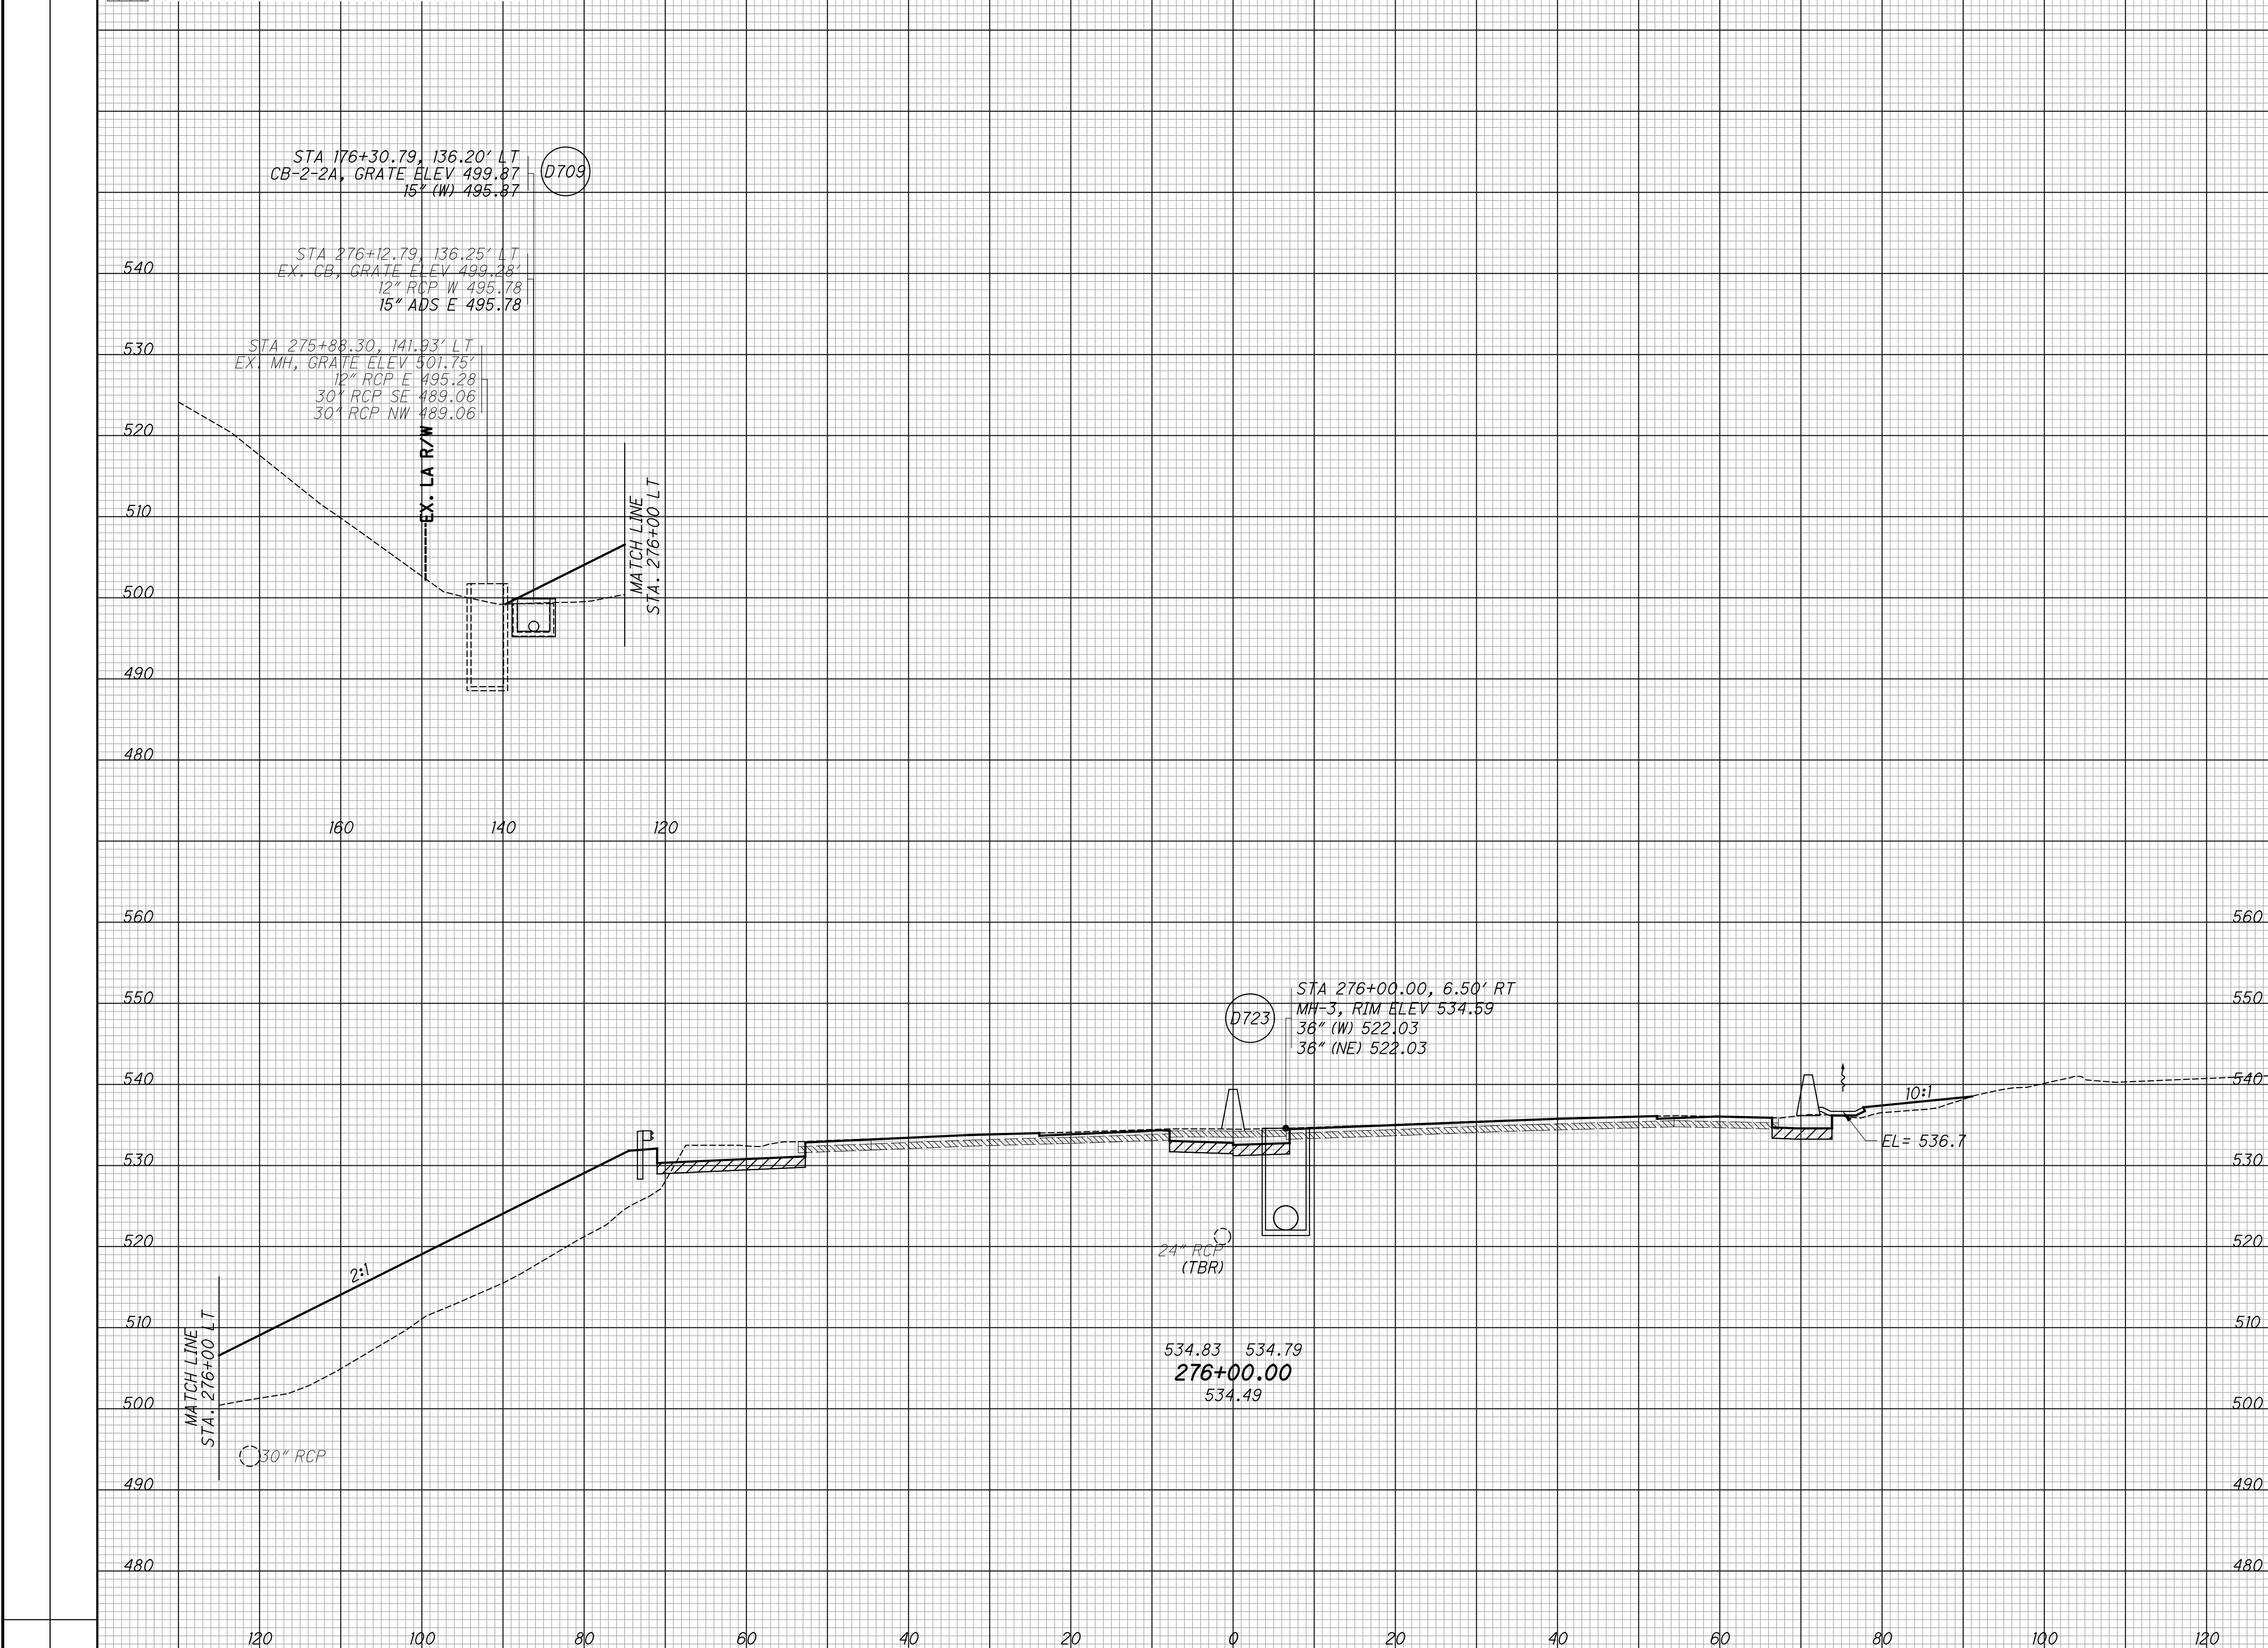 STA 176+30.79, 136.20' LT
CB-2-2A, GRATE ELEV 499.87
15" (W) 495.87
D709
STA 276+12.79, 136.25' LT
EX. CB, GRATE ELEV 499.28'
12" RCP W 495.78
15" ADS E 495.78
STA 275+88.30, 141.93' LT
EX. MH, GRATE ELEV 501.75'
12" RCP E 495.28
30" RCP SE 489.06
30" RCP NW 489.06
EX. LA R/W
MATCH LINE
STA. 276+00 LT
540
530
520
510
500
490
480
160 140 120
560 560
550 550
540 540
530 530
520 520
510 510
500 500
490 490
480 480
D723
STA 276+00.00, 6.50' RT
MH-3, RIM ELEV 534.59
36" (W) 522.03
36" (NE) 522.03
10:1
EL= 536.7
2:1
24" RCP
(TBR)
MATCH LINE
STA. 276+00 LT
30" RCP
534.83 534.79
276+00.00
534.49
120 100 80 60 40 20 0 20 40 60 80 100 120